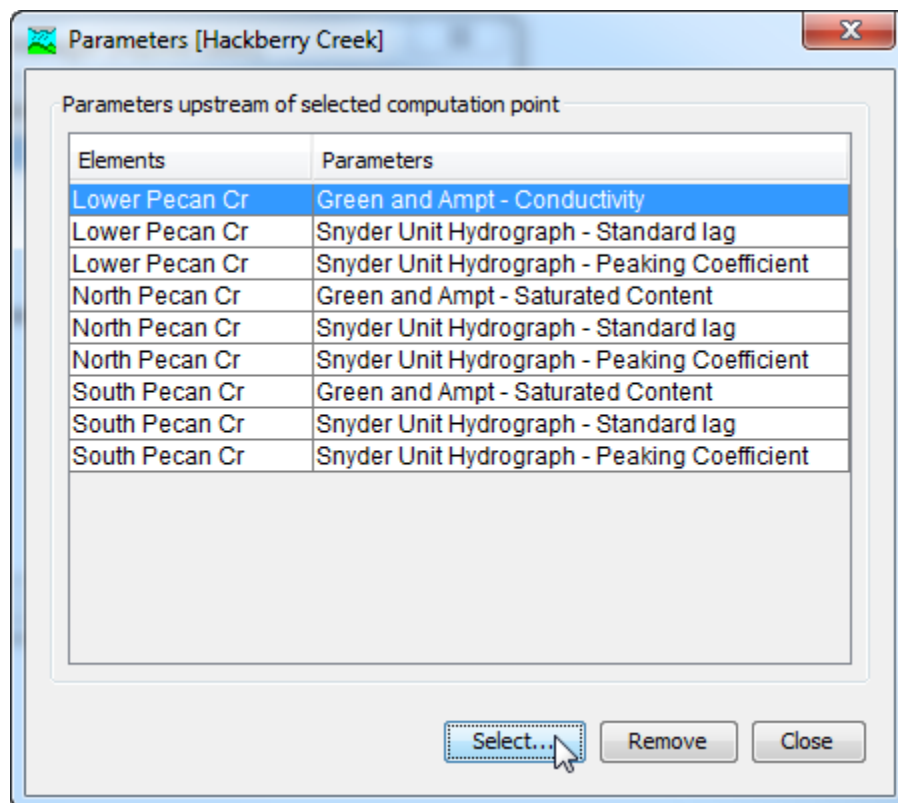 Parameters [Hackberry Creek]
Parameters upstream of selected computation point
Elements Parameters
Lower Pecan Cr Green and Ampt - Conductivity
Lower Pecan Cr Snyder Unit Hydrograph - Standard lag
Lower Pecan Cr Snyder Unit Hydrograph - Peaking Coefficient
North Pecan Cr Green and Ampt - Saturated Content
North Pecan Cr Snyder Unit Hydrograph - Standard lag
North Pecan Cr Snyder Unit Hydrograph - Peaking Coefficient
South Pecan Cr Green and Ampt - Saturated Content
South Pecan Cr Snyder Unit Hydrograph - Standard lag
South Pecan Cr Snyder Unit Hydrograph - Peaking Coefficient
Select... Remove Close